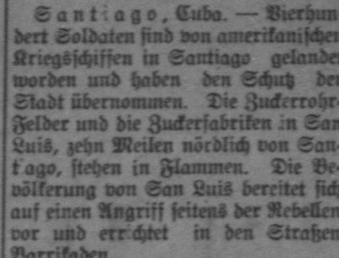 Santiago, Cuba. — Vierhun
dert Soldaten sind von amerikanischen
Kriegsschiffen in Santiago gelandet
worden und haben den Schutz der
Stadt übernommen. Die Zuckerrohr-
Felder und die Zuckerfabriken in San
Luis, zehn Meilen nördlich von San-
tiago, stehen in Flammen. Die Be-
völkerung von San Luis bereitet sich
auf einen Angriff seitens der Rebellen
vor und errichtet in den Straßen
Barrikaden